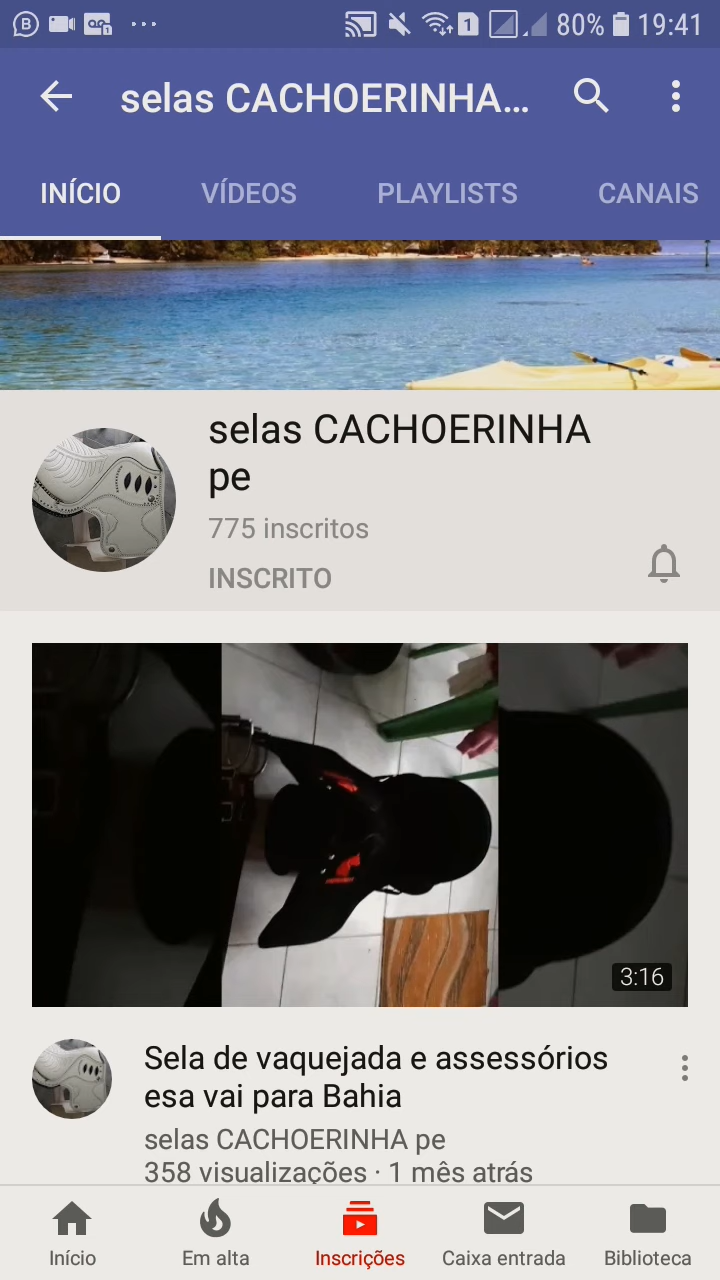 80% 19:41
selas CACHOERINHA...
INÍCIO VÍDEOS PLAYLISTS CANAIS
selas CACHOERINHA
pe
775 inscritos
INSCRITO
3:16
Sela de vaquejada e assessórios
esa vai para Bahia
selas CACHOERINHA pe
358 visualizações · 1 mês atrás
Início Em alta Inscrições Caixa entrada Biblioteca